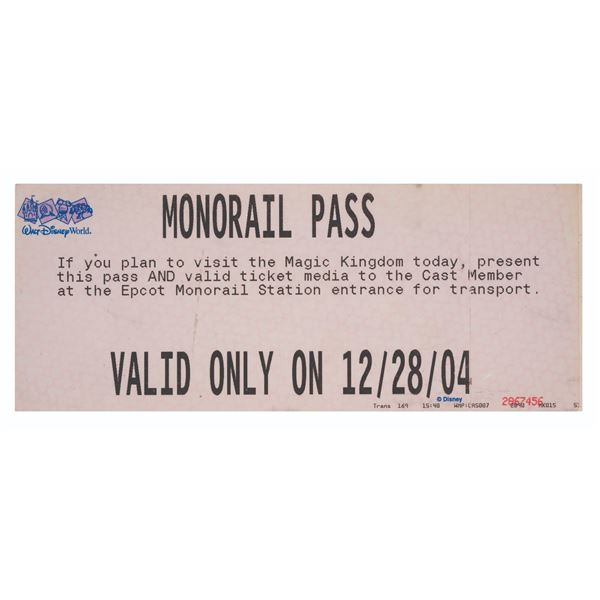 Walt Disney World.
MONORAIL PASS
If you plan to visit the Magic Kingdom today, present
this pass AND valid ticket media to the Cast Member
at the Epcot Monorail Station entrance for transport.
VALID ONLY ON 12/28/04
© Disney
2867456
Trans 169 15:40